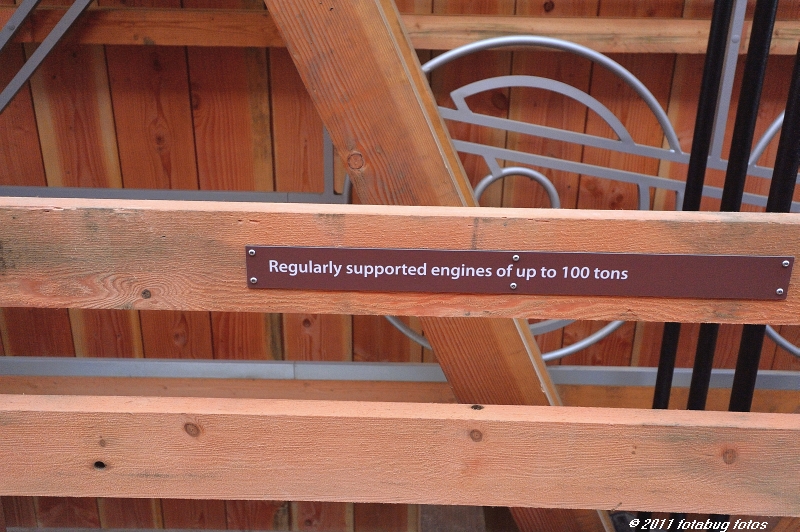 Regularly supported engines of up to 100 tons
© 2011 fotabug fotos